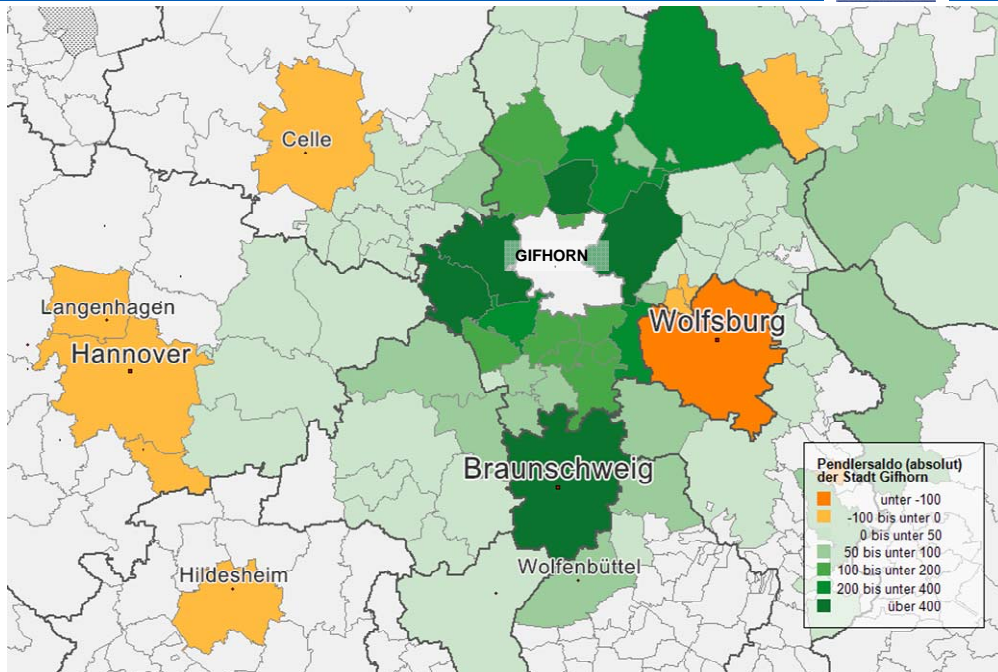 Celle
GIFHORN
Langenhagen
Wolfsburg
Hannover
Braunschweig
Wolfenbüttel
Hildesheim
Pendlersaldo (absolut)
der Stadt Gifhorn
unter -100
-100 bis unter 0
0 bis unter 50
50 bis unter 100
100 bis unter 200
200 bis unter 400
über 400